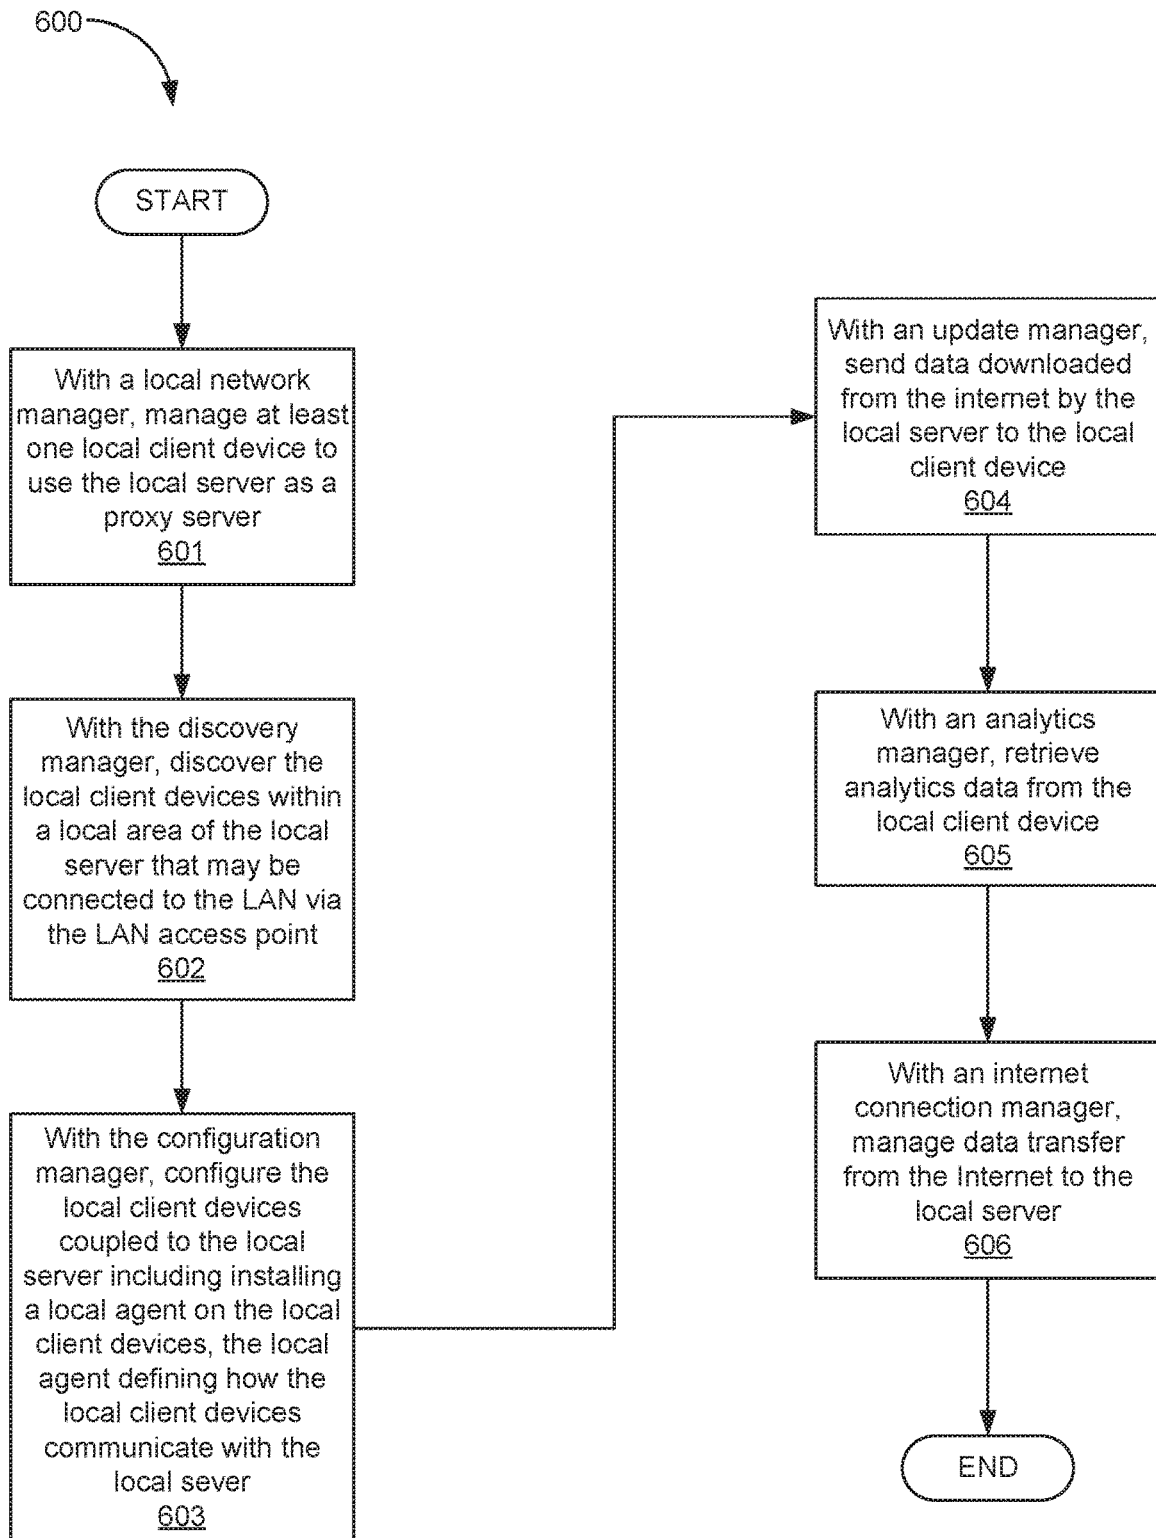 600
START
With a local network
manager, manage at least
one local client device to
use the local server as a
proxy server
601
With the discovery
manager, discover the
local client devices within
a local area of the local
server that may be
connected to the LAN via
the LAN access point
602
With the configuration
manager, configure the
local client devices
coupled to the local
server including installing
a local agent on the local
client devices, the local
agent defining how the
local client devices
communicate with the
local sever
603
With an update manager,
send data downloaded
from the internet by the
local server to the local
client device
604
With an analytics
manager, retrieve
analytics data from the
local client device
605
With an internet
connection manager,
manage data transfer
from the Internet to the
local server
606
END